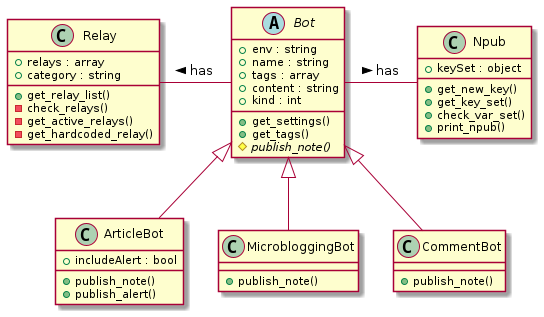 C Relay
relays : array
category : string
get_relay_list()
check_relays()
get_active_relays()
get_hardcoded_relay()
◄ has
A Bot
env : string
name : string
tags : array
content : string
kind : int
get_settings()
get_tags()
publish_note()
► has
C Npub
keySet : object
get_new_key()
get_key_set()
check_var_set()
print_npub()
C ArticleBot
includeAlert : bool
publish_note()
publish_alert()
C MicrobloggingBot
publish_note()
C CommentBot
publish_note()